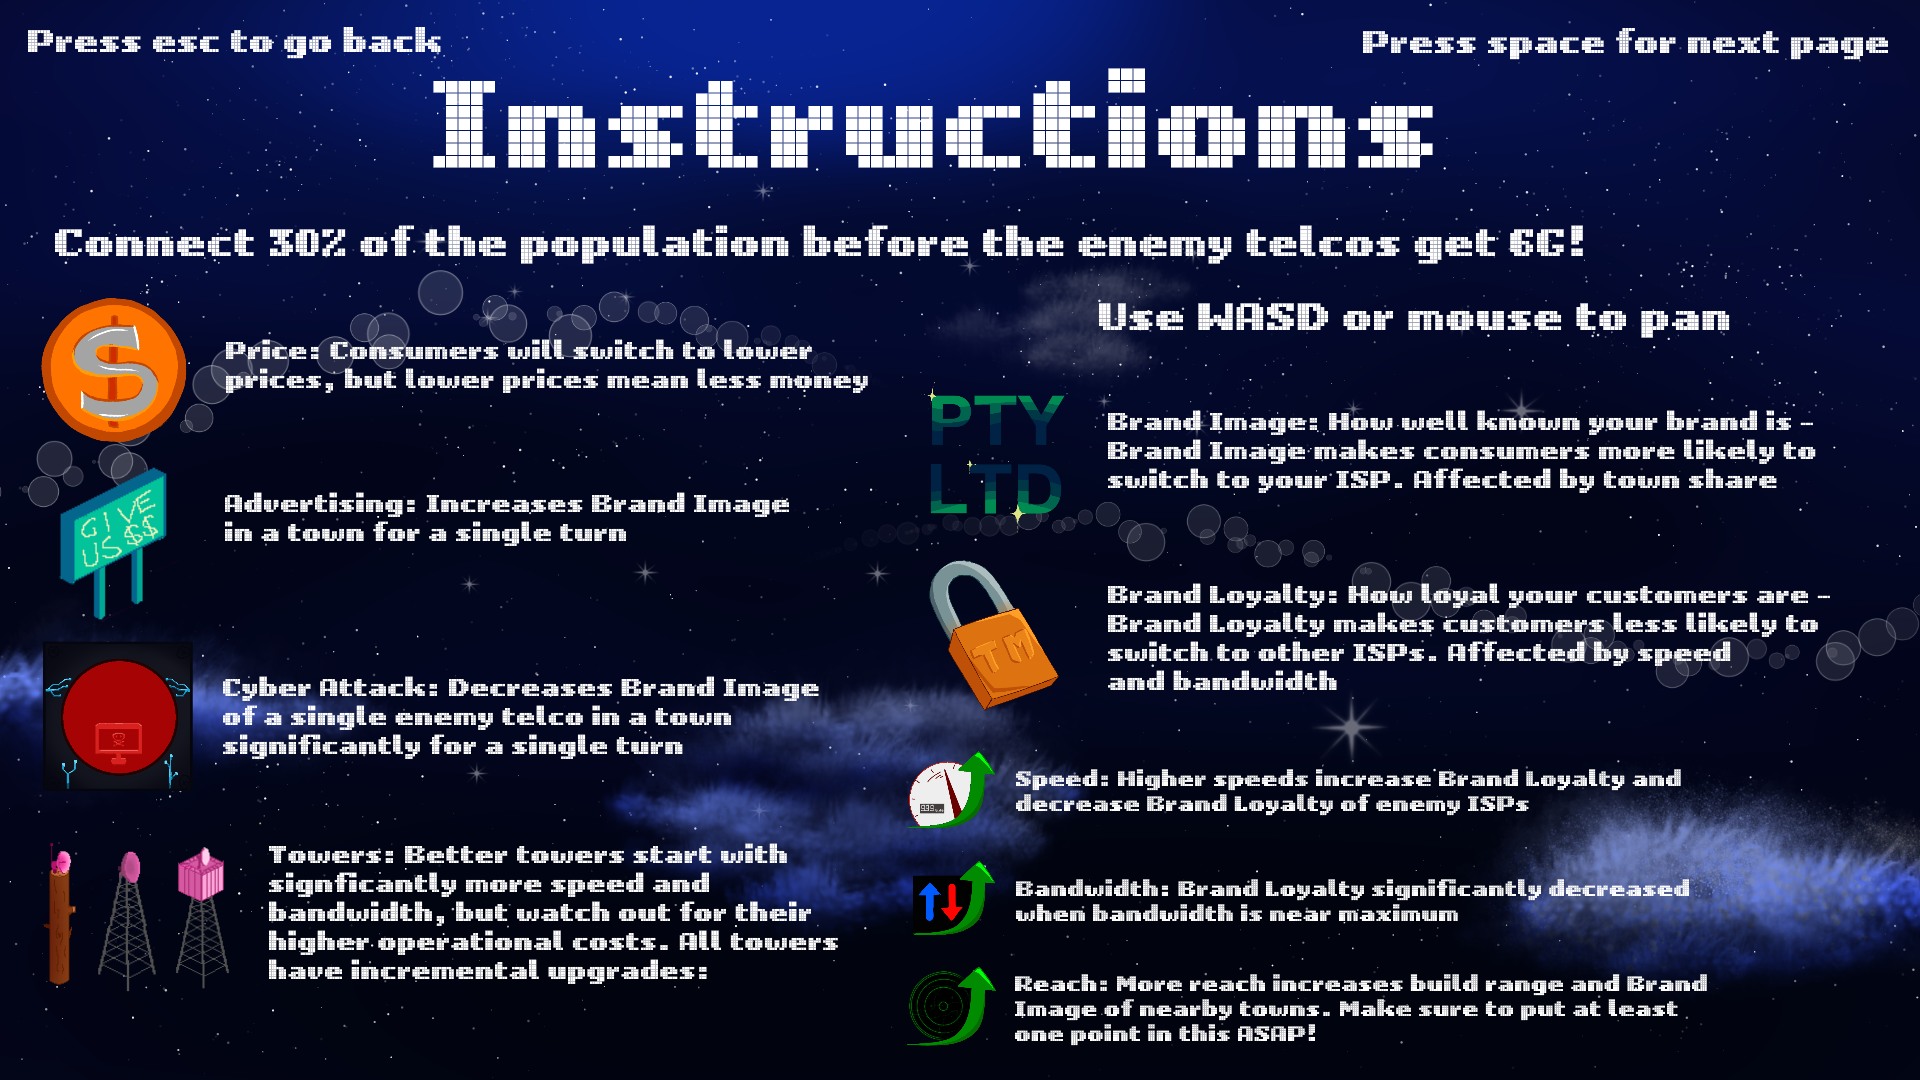 Press esc to go back
Press space for next page
Instructions
Connect 30% of the population before the enemy telcos get 6G!
Price: Consumers will switch to lower
prices, but lower prices mean less money
GIVE
US $$
Advertising: Increases Brand Image
in a town for a single turn
Cyber Attack: Decreases Brand Image
of a single enemy telco in a town
significantly for a single turn
Towers: Better towers start with
signficantly more speed and
bandwidth, but watch out for their
higher operational costs. All towers
have incremental upgrades:
Use WASD or mouse to pan
PTY
LTD
Brand Image: How well known your brand is -
Brand Image makes consumers more likely to
switch to your ISP. Affected by town share
TM
Brand Loyalty: How loyal your customers are -
Brand Loyalty makes customers less likely to
switch to other ISPs. Affected by speed
and bandwidth
Speed: Higher speeds increase Brand Loyalty and
decrease Brand Loyalty of enemy ISPs
Bandwidth: Brand Loyalty significantly decreased
when bandwidth is near maximum
Reach: More reach increases build range and Brand
Image of nearby towns. Make sure to put at least
one point in this ASAP!